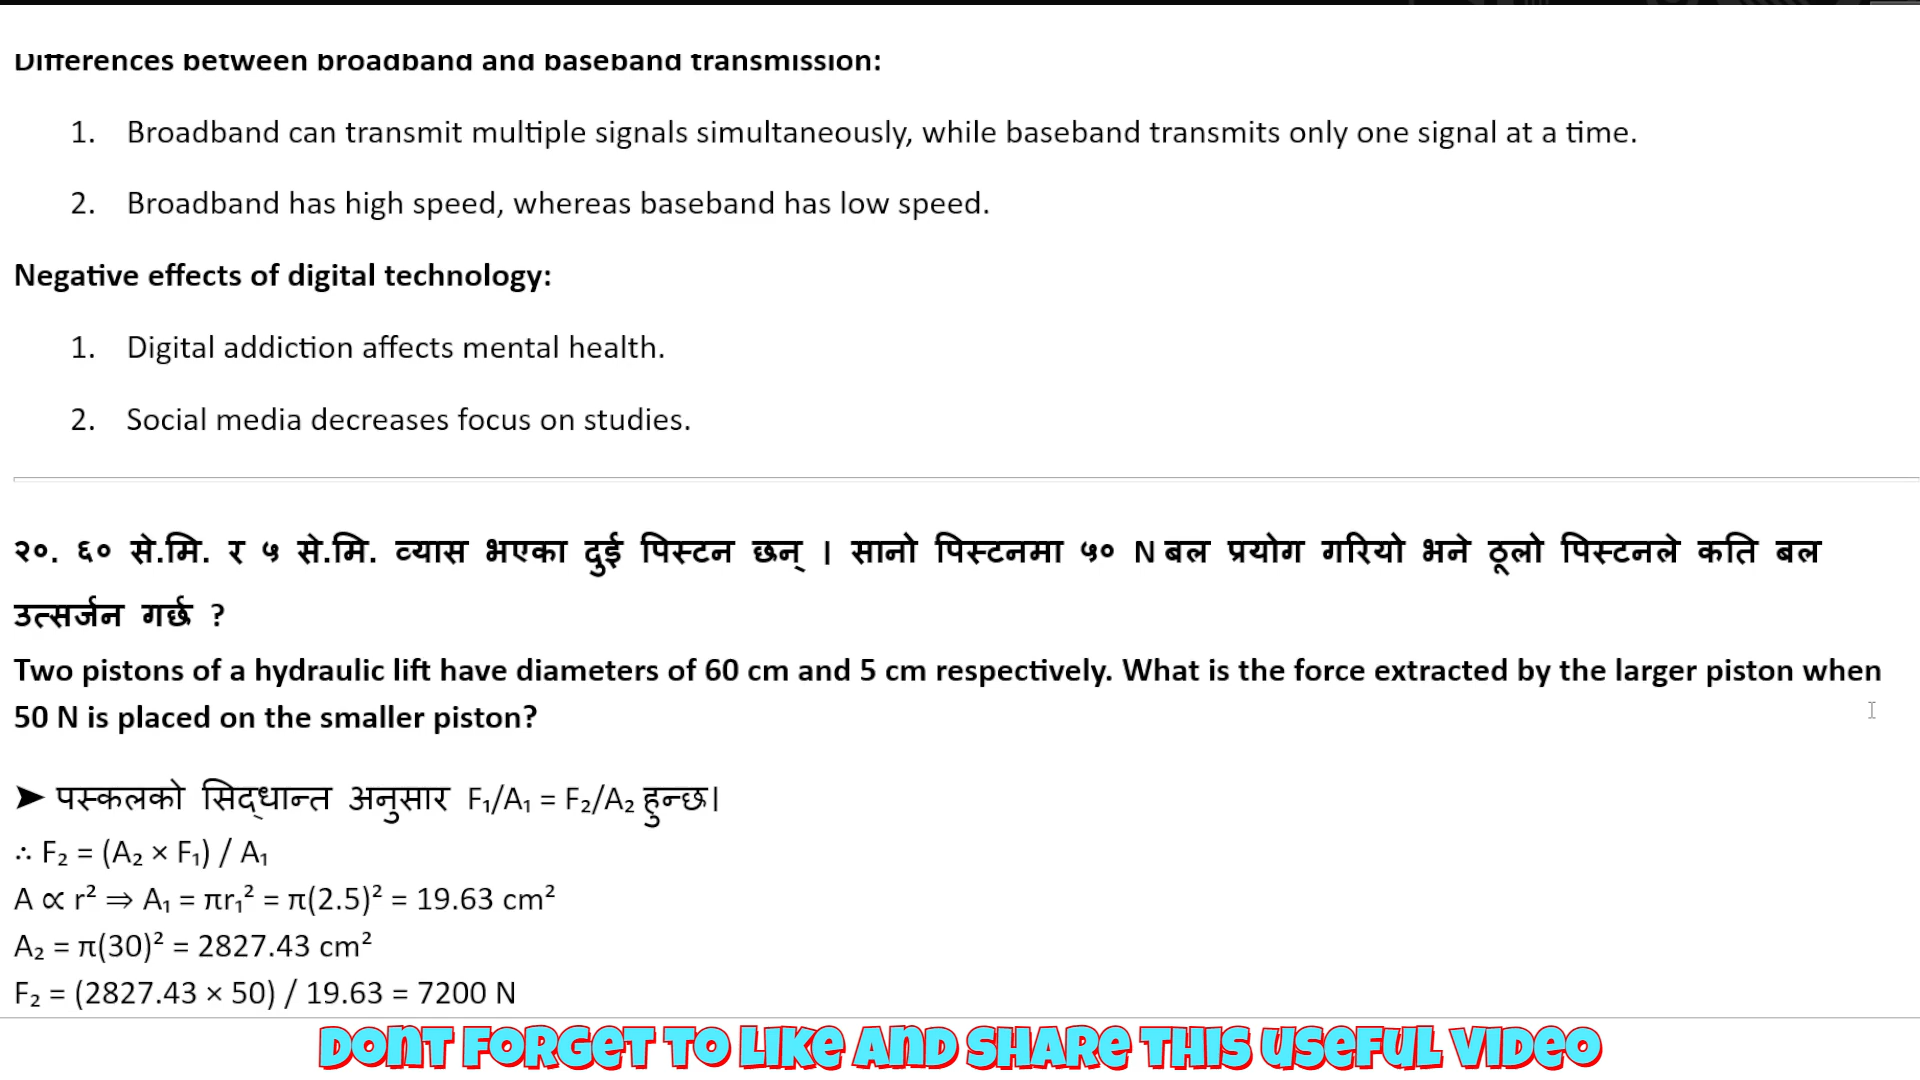 Differences between broadband and baseband transmission:
1. Broadband can transmit multiple signals simultaneously, while baseband transmits only one signal at a time.
2. Broadband has high speed, whereas baseband has low speed.
Negative effects of digital technology:
1. Digital addiction affects mental health.
2. Social media decreases focus on studies.
२०. ६० से.मि. र ५ से.मि. व्यास भएका दुई पिस्टन छन् । सानो पिस्टनमा ५० N बल प्रयोग गरियो भने ठूलो पिस्टनले कति बल
उत्सर्जन गर्छ ?
Two pistons of a hydraulic lift have diameters of 60 cm and 5 cm respectively. What is the force extracted by the larger piston when
50 N is placed on the smaller piston?
➤ पस्कलको सिद्धान्त अनुसार F₁/A₁ = F₂/A₂ हुन्छ।
∴ F₂ = (A₂ × F₁) / A₁
A ∝ r² ⇒ A₁ = πr₁² = π(2.5)² = 19.63 cm²
A₂ = π(30)² = 2827.43 cm²
F₂ = (2827.43 × 50) / 19.63 = 7200 N
DONT FORGET TO LIKE AND SHARE THIS USEFUL VIDEO